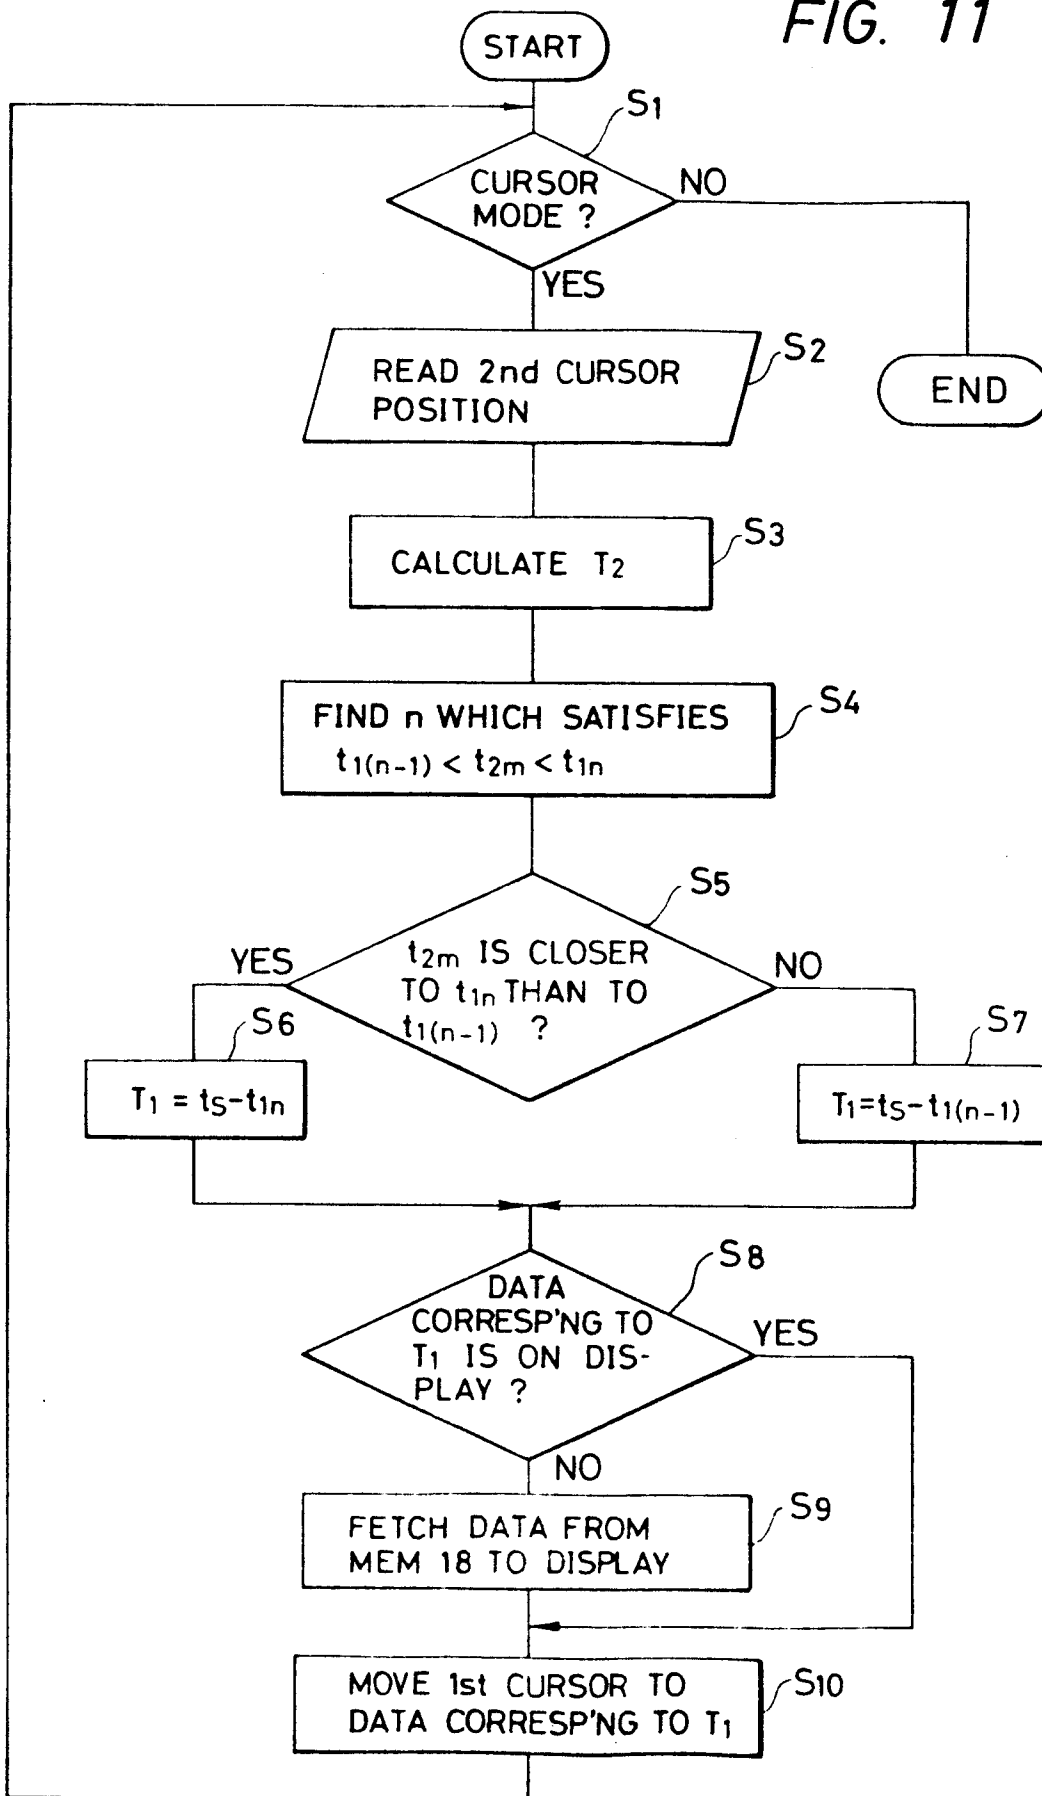 FIG. 11
START
S1
CURSOR
MODE ?
NO
YES
S2
READ 2nd CURSOR
POSITION
END
S3
CALCULATE T2
S4
FIND n WHICH SATISFIES
t1(n-1) < t2m < t1n
S5
YES
t2m IS CLOSER
TO t1n THAN TO
t1(n-1) ?
NO
S6
T1 = tS-t1n
S7
T1=tS-t1(n-1)
S8
DATA
CORRESP'NG TO
T1 IS ON DIS-
PLAY ?
YES
NO
S9
FETCH DATA FROM
MEM 18 TO DISPLAY
S10
MOVE 1st CURSOR TO
DATA CORRESP'NG TO T1